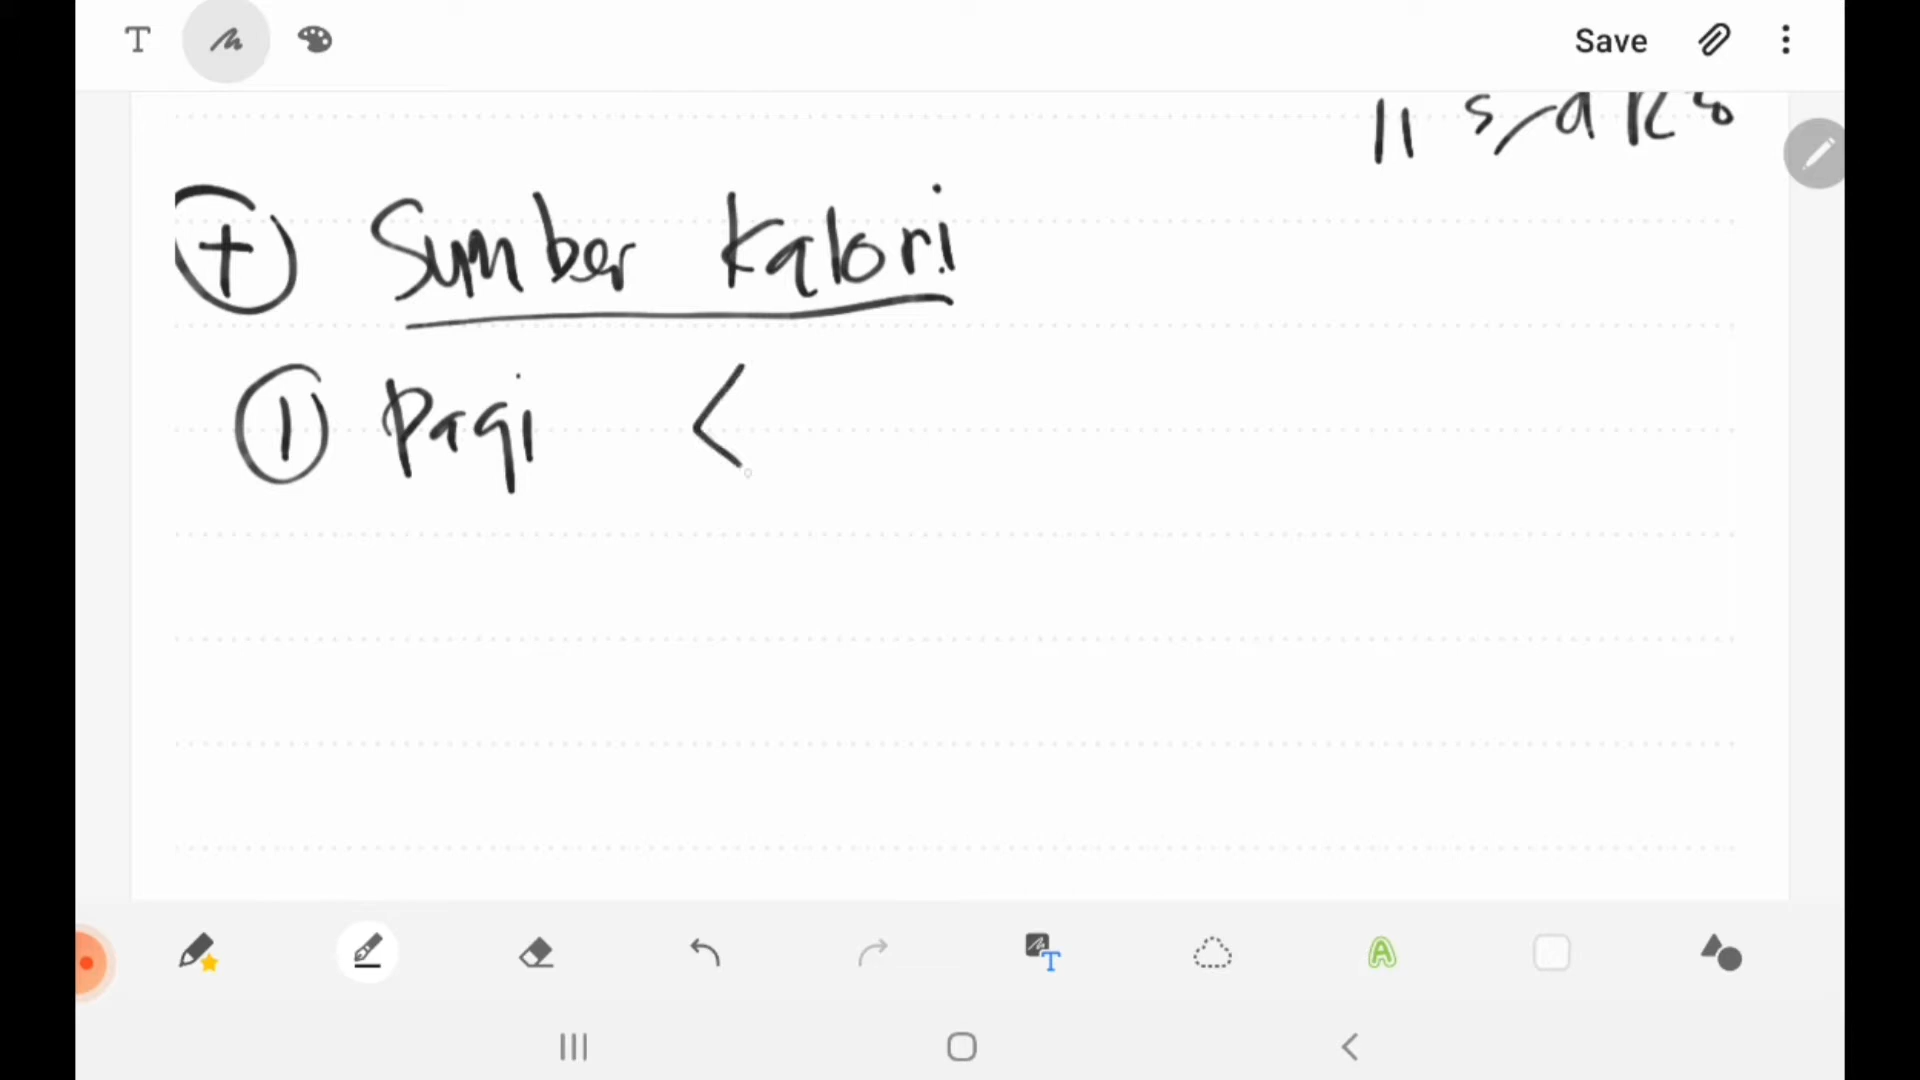 Save
⊕ Sumber Kalori
① Pagi <